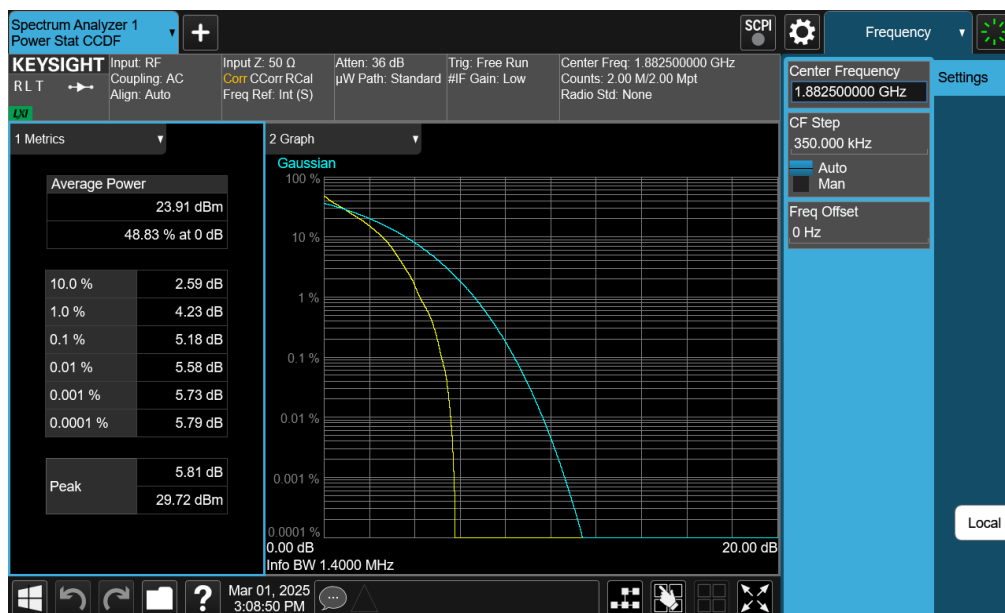 Spectrum Analyzer 1
Power Stat CCDF
SCPI
Frequency
KEYSIGHT
RLT
LXI
Input: RF
Coupling: AC
Align: Auto
Input Z: 50 Ω
Corr CCorr RCal
Freq Ref: Int (S)
Atten: 36 dB
µW Path: Standard
Trig: Free Run
#IF Gain: Low
Center Freq: 1.882500000 GHz
Counts: 2.00 M/2.00 Mpt
Radio Std: None
Center Frequency
1.882500000 GHz
Settings
CF Step
350.000 kHz
Auto
Man
Freq Offset
0 Hz
Local
1 Metrics
Average Power
23.91 dBm
48.83 % at 0 dB
10.0 % 2.59 dB
1.0 % 4.23 dB
0.1 % 5.18 dB
0.01 % 5.58 dB
0.001 % 5.73 dB
0.0001 % 5.79 dB
Peak
5.81 dB
29.72 dBm
2 Graph
Gaussian
100 %
10 %
1 %
0.1 %
0.01 %
0.001 %
0.0001 %
0.00 dB 20.00 dB
Info BW 1.4000 MHz
?
Mar 01, 2025
3:08:50 PM